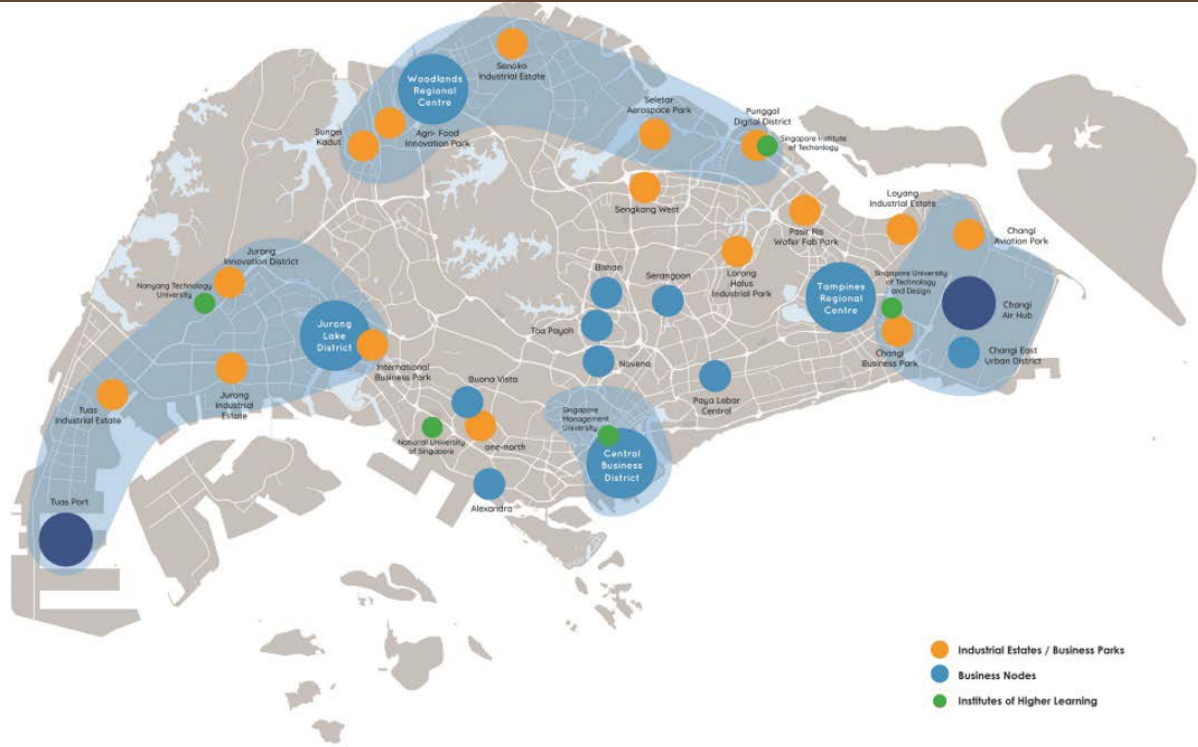 Senoko
Industrial Estate
Woodlands
Regional
Centre
Seletar
Aerospace Park
Punggol
Digital District
Sungei
Kadut
Agri- Food
Innovation Park
Singapore Institute
of Technology
Sengkang West
Loyang
Industrial Estate
Pasir Ris
Wafer Fab Park
Changi
Aviation Park
Jurong
Innovation District
Nanyang Technology
University
Bishan
Serangoon
Lorong
Halus
Industrial Park
Tampines
Regional
Centre
Singapore University
of Technology
and Design
Changi
Air Hub
Jurong
Lake
District
Toa Payoh
Novena
International
Business Park
Changi
Business Park
Changi East
Urban District
Buona Vista
Paya Lebar
Central
Tuas
Industrial Estate
Jurong
Industrial
Estate
Singapore
Management
University
National University
of Singapore
one-north
Central
Business
District
Tuas Port
Alexandra
Industrial Estates / Business Parks
Business Nodes
Institutes of Higher Learning